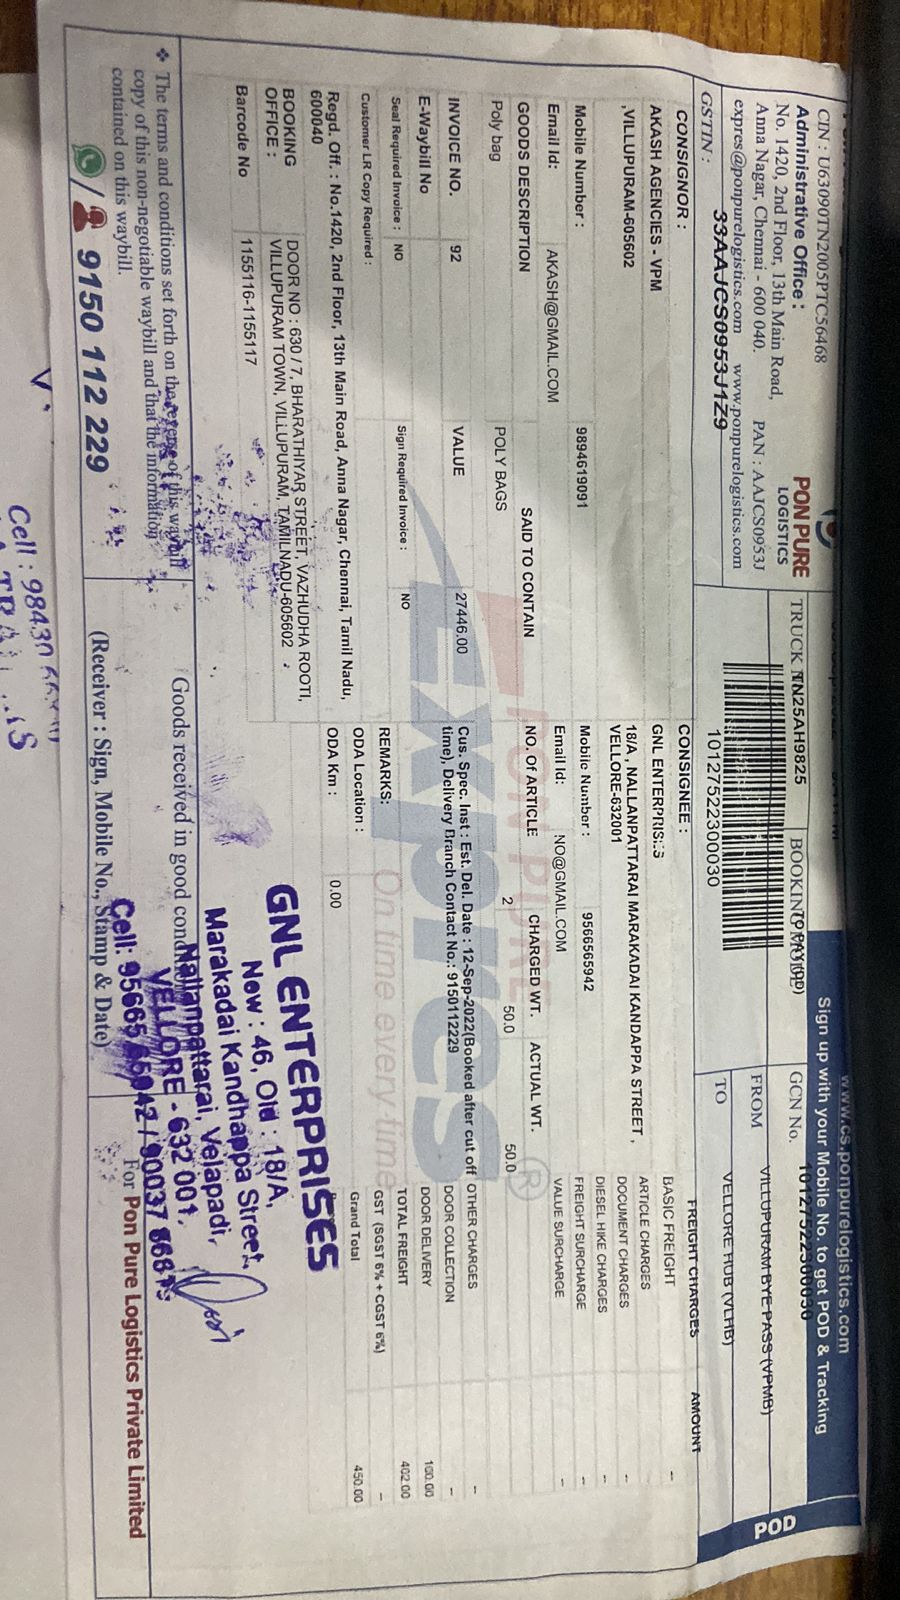 www.cs.ponpurelogistics.com
Sign up with your Mobile No. to get POD & Tracking
POD
CIN : U63090TN2005PTC56468
Administrative Office :
No. 1420, 2nd Floor, 13th Main Road,
Anna Nagar, Chennai - 600 040. PAN : AAJCS0953J
expres@ponpurelogistics.com www.ponpurelogistics.com
GSTIN : 33AAJCS0953J1Z9
PON PURE
LOGISTICS
TRUCK TN25AH9825
101275223000030
GCN No. 101275223000030
FROM VILLUPURAM BYE PASS (VPMB)
TO VELLORE HUB (VLHB)
CONSIGNOR :
AKASH AGENCIES - VPM
,VILLUPURAM-605602
Mobile Number : 9894619091
Email Id: AKASH@GMAIL.COM
CONSIGNEE :
GNL ENTERPRISES
18/A , NALLANPATTARAI MARAKADAI KANDAPPA STREET ,
VELLORE-632001
Mobile Number : 9566565942
Email Id: NO@GMAIL.COM
GOODS DESCRIPTION SAID TO CONTAIN NO. Of ARTICLE CHARGED WT. ACTUAL WT.
Poly bag POLY BAGS 2 50.0 50.0
INVOICE NO. 92 VALUE 27446.00
E-Waybill No
Seal Required Invoice : NO Sign Required Invoice : NO
Customer LR Copy Required :
Cus. Spec. Inst : Est. Del. Date : 12-Sep-2022(Booked after cut off
time), Delivery Branch Contact No.: 9150112229
REMARKS:
ODA Location :
ODA Km : 0.00
FREIGHT CHARGES AMOUNT
BASIC FREIGHT --
ARTICLE CHARGES
DOCUMENT CHARGES --
DIESEL HIKE CHARGES --
FREIGHT SURCHARGE --
VALUE SURCHARGE --
OTHER CHARGES --
DOOR COLLECTION --
DOOR DELIVERY 100.00
TOTAL FREIGHT 402.00
GST (SGST 6% + CGST 6%) --
Grand Total 450.00
Regd. Off. : No.1420, 2nd Floor, 13th Main Road, Anna Nagar, Chennai, Tamil Nadu,
600040
BOOKING OFFICE : DOOR NO : 630 / 7, BHARATHIYAR STREET, VAZHUDHA ROOTI,
VILLUPURAM TOWN, VILLUPURAM, TAMILNADU-605602
Barcode No 1155116-1155117
PON PURE
Expres ®
On time every time
GNL ENTERPRISES
New : 46, Old : 18/A,
Marakadai Kandhappa Street,
Nallanpattarai, Velapadi,
VELLORE - 632 001.
❖ The terms and conditions set forth on the reverse of this waybill
copy of this non-negotiable waybill and that the information
contained on this waybill.
9150 112 229
Goods received in good condition
(Receiver : Sign, Mobile No., Stamp & Date)
For Pon Pure Logistics Private Limited